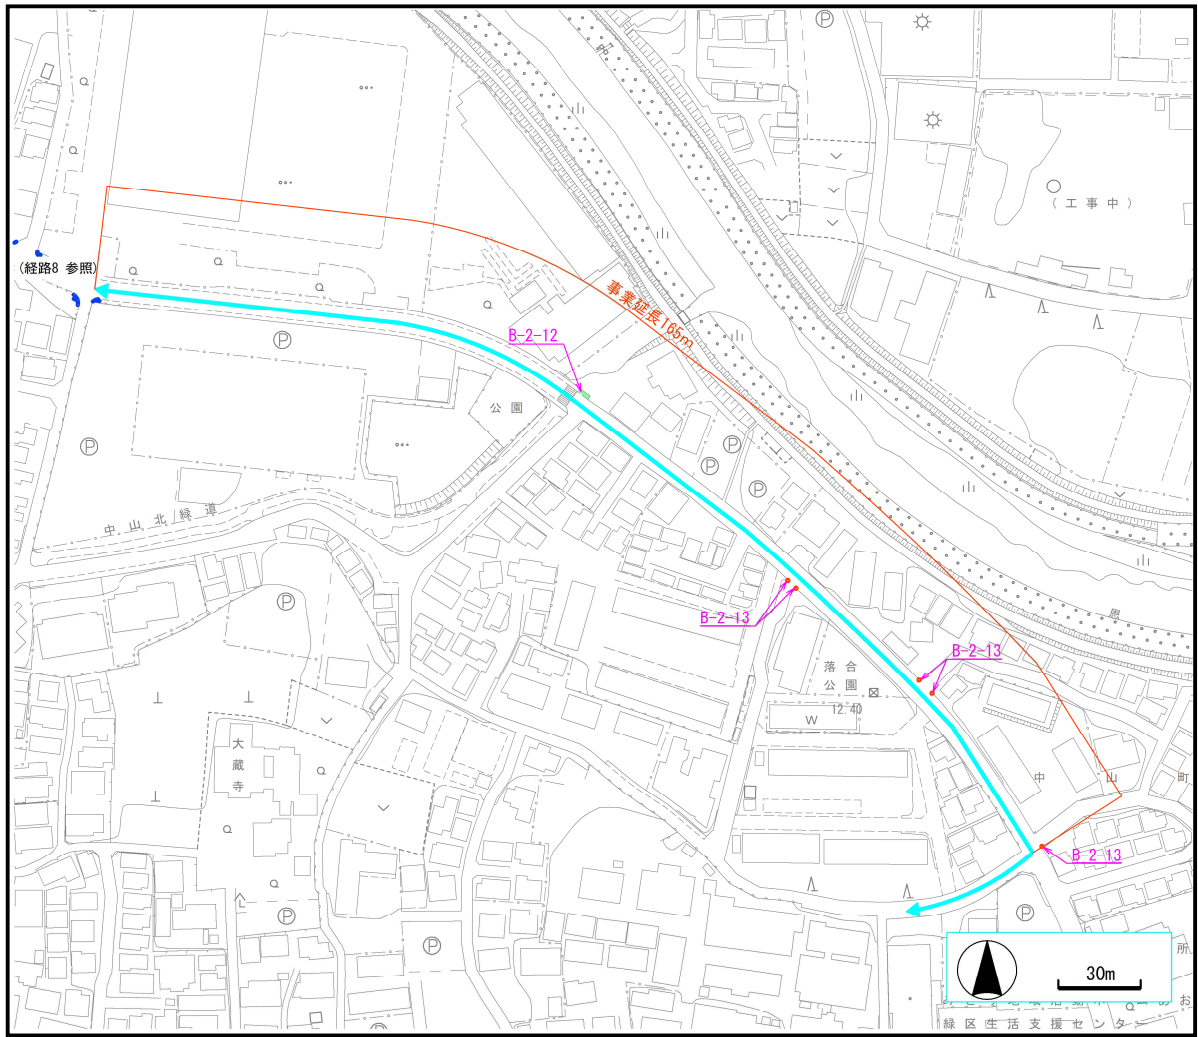 (工事中)
(経路8 参照)
事業延長165m
B-2-12
公園
中山北緑道
B-2-13
B-2-13
落合
公園
12.40
W
大蔵寺
恩
中山町
B-2-13
30m
所
緑区生活支援センター